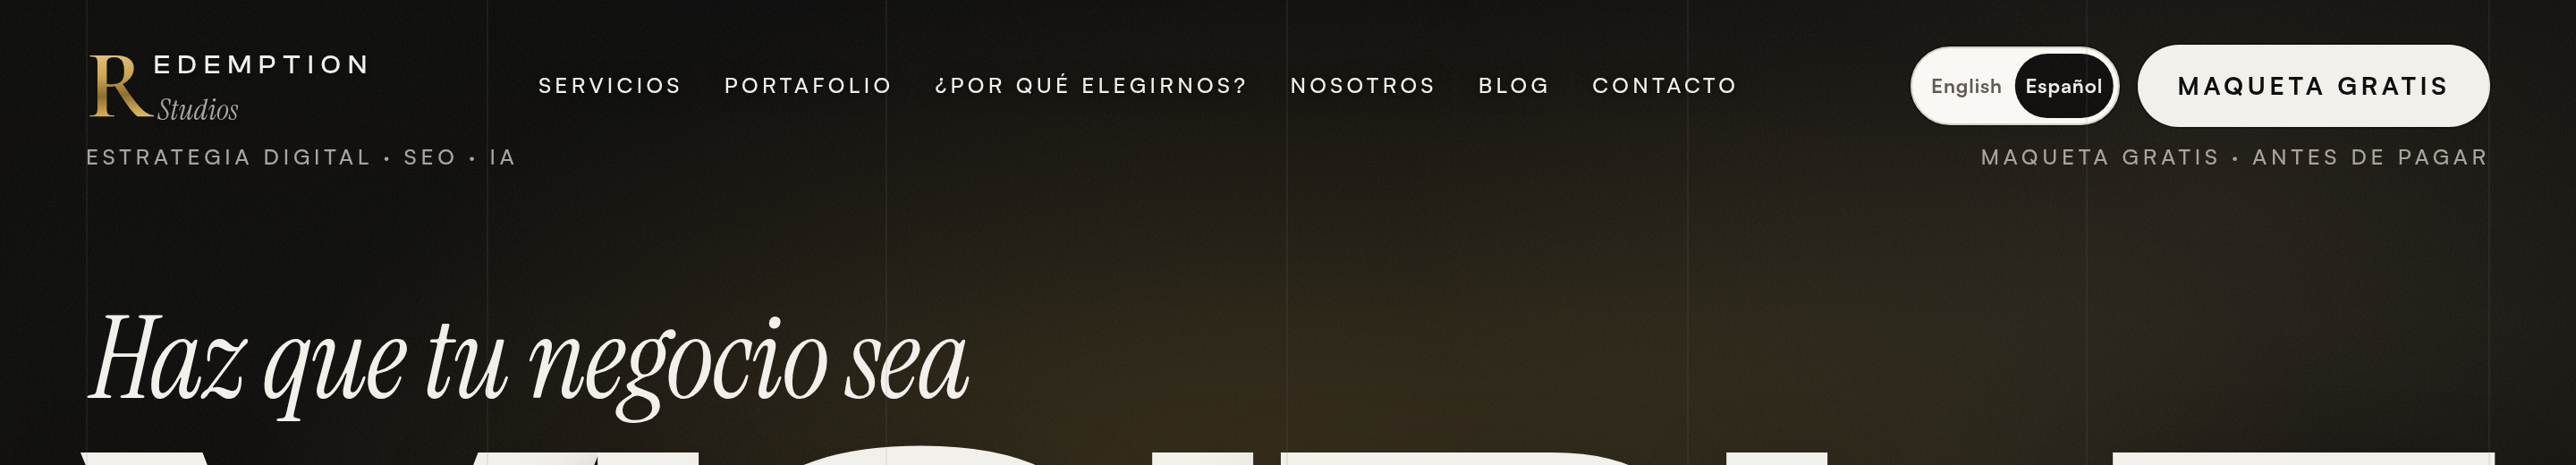 REDEMPTION
Studios
SERVICIOS PORTAFOLIO ¿POR QUÉ ELEGIRNOS? NOSOTROS BLOG CONTACTO
English Español
MAQUETA GRATIS
ESTRATEGIA DIGITAL • SEO • IA
MAQUETA GRATIS • ANTES DE PAGAR
Haz que tu negocio sea